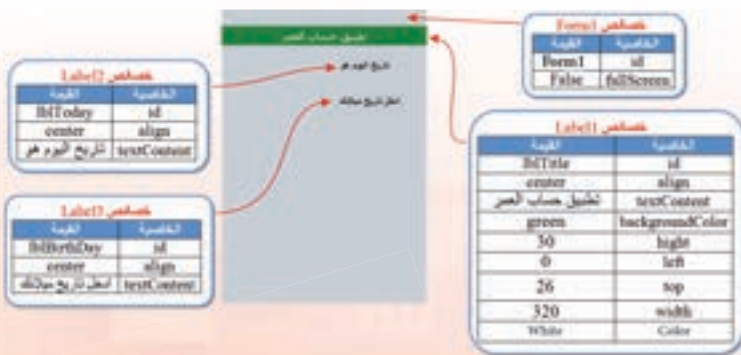 خصائص Form1
القيمة الخاصية
Form1 id
False fullScreen
تطبيق حساب العمر
تاريخ اليوم هو
ادخل تاريخ ميلادك
خصائص Label2
القيمة الخاصية
lblToday id
center align
تاريخ اليوم هو textContent
خصائص Label3
القيمة الخاصية
lblBirthDay id
center align
ادخل تاريخ ميلادك textContent
خصائص Label1
القيمة الخاصية
lblTitle id
center align
تطبيق حساب العمر textContent
green backgroundColor
30 hight
0 left
26 top
320 width
White Color